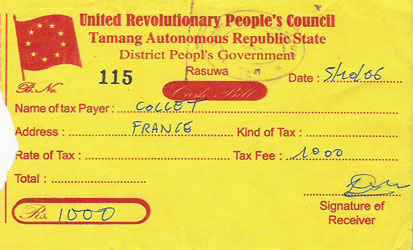 United Revolutionary People's Council
Tamang Autonomous Republic State
District Peopl's Government
Rasuwa
115
Date : 5/10/06
Cash Bill
Name of tax Payer : COLLET
Address : FRANCE Kind of Tax :
Rate of Tax : Tax Fee : 1000
Total :
Rs. 1000
Signature of
Receiver